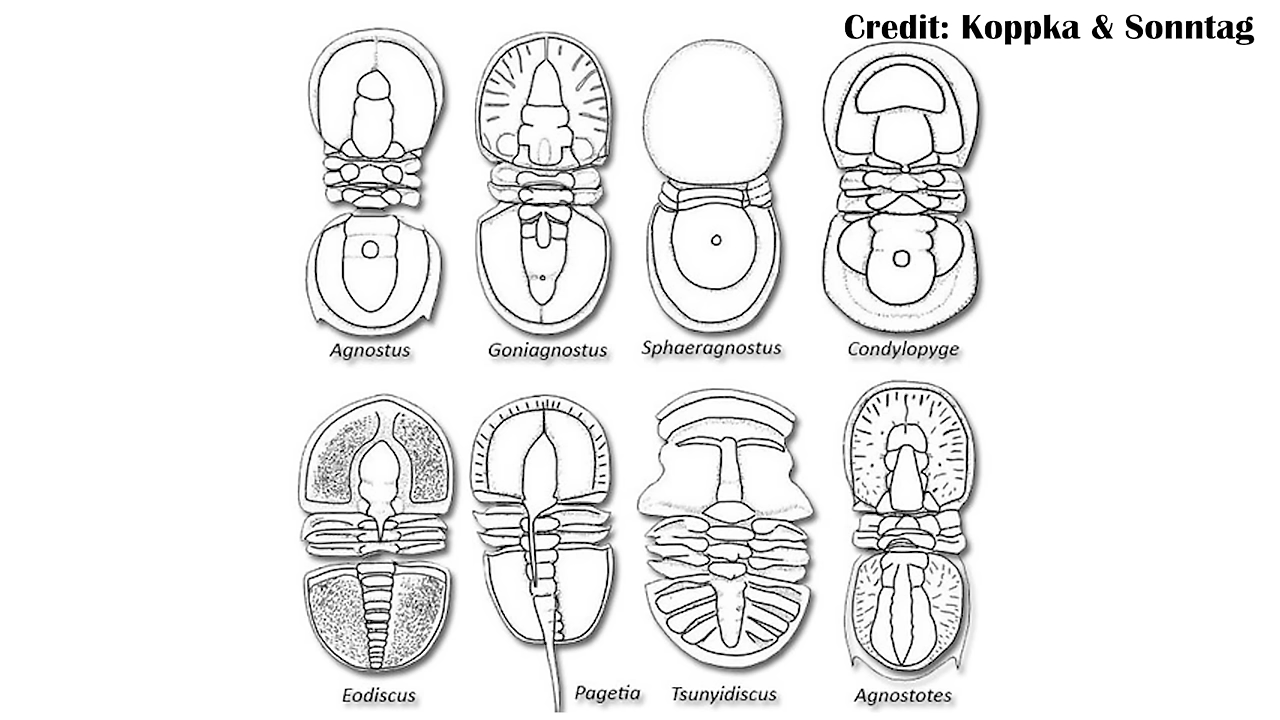 Credit: Koppka & Sonntag
Agnostus
Goniagnostus
Sphaeragnostus
Condylopyge
Eodiscus
Pagetia
Tsunyidiscus
Agnostotes